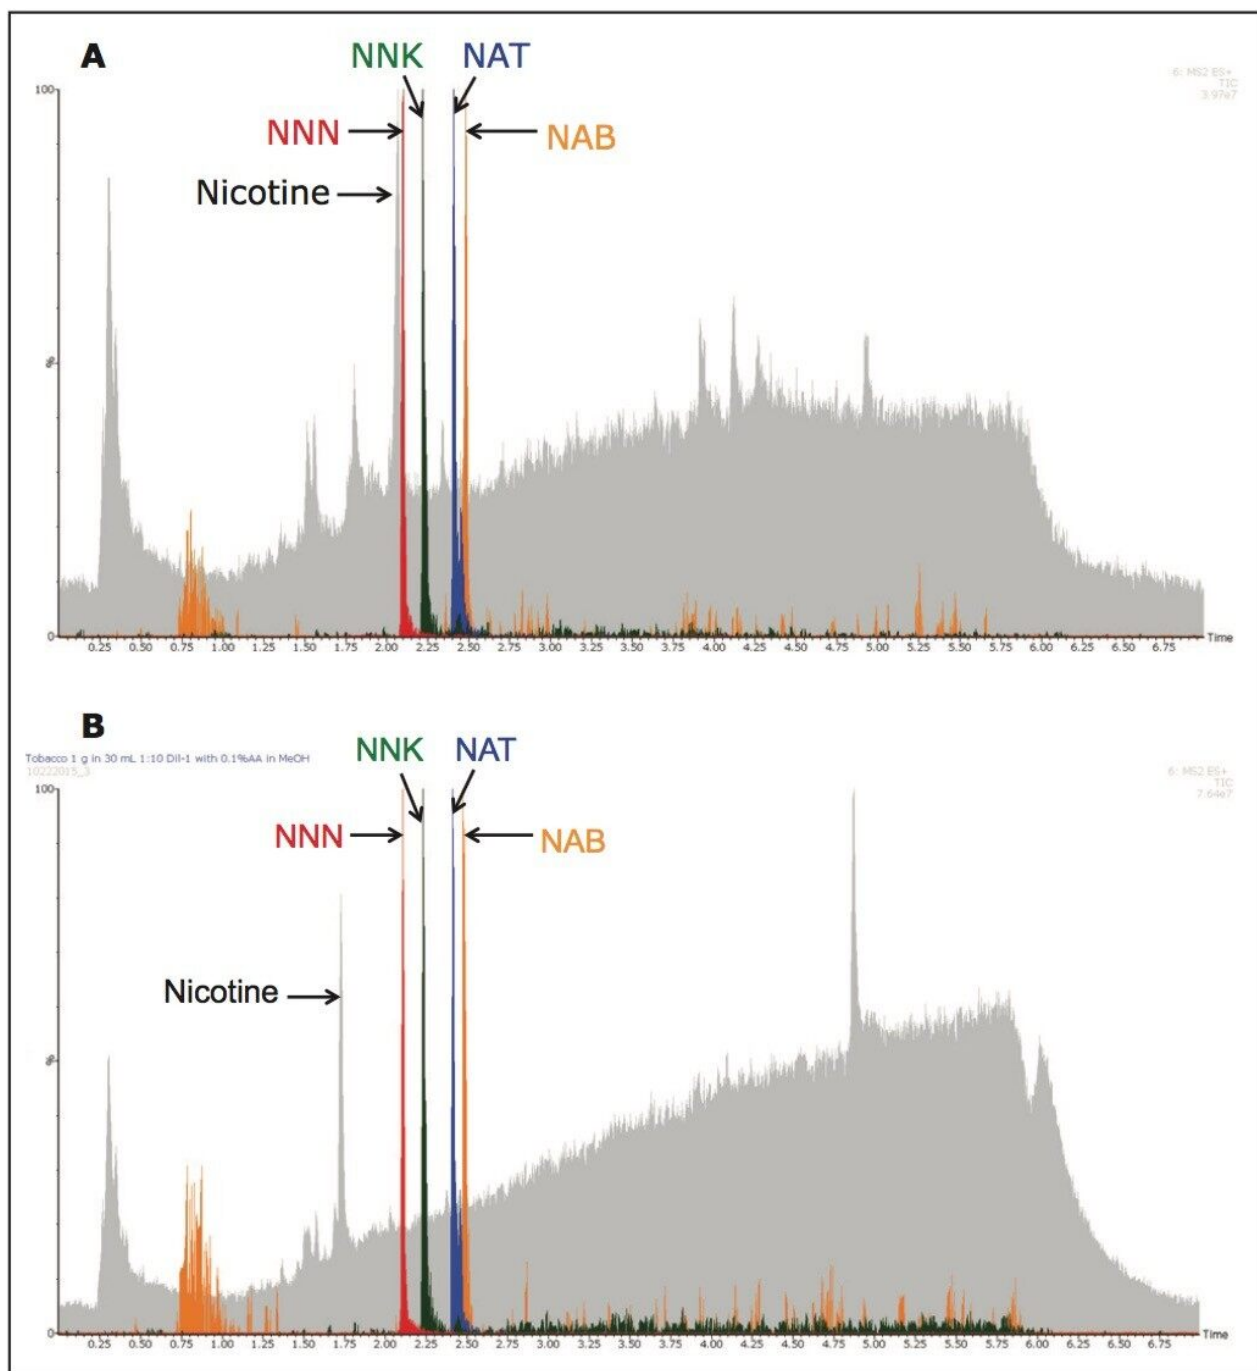 A
NNK NAT
6: MS2 ES+
TIC
3.97e7
100
NNN NAB
Nicotine
%
0
0.25 0.50 0.75 1.00 1.25 1.50 1.75 2.00 2.25 2.50 2.75 3.00 3.25 3.50 3.75 4.00 4.25 4.50 4.75 5.00 5.25 5.50 5.75 6.00 6.25 6.50 6.75 Time
B
Tobacco 1 g in 30 mL 1:10 Dil-1 with 0.1%AA in MeOH
10222015_3
NNK NAT
6: MS2 ES+
TIC
7.64e7
100
NNN NAB
Nicotine
%
0
0.25 0.50 0.75 1.00 1.25 1.50 1.75 2.00 2.25 2.50 2.75 3.00 3.25 3.50 3.75 4.00 4.25 4.50 4.75 5.00 5.25 5.50 5.75 6.00 6.25 6.50 6.75 Time